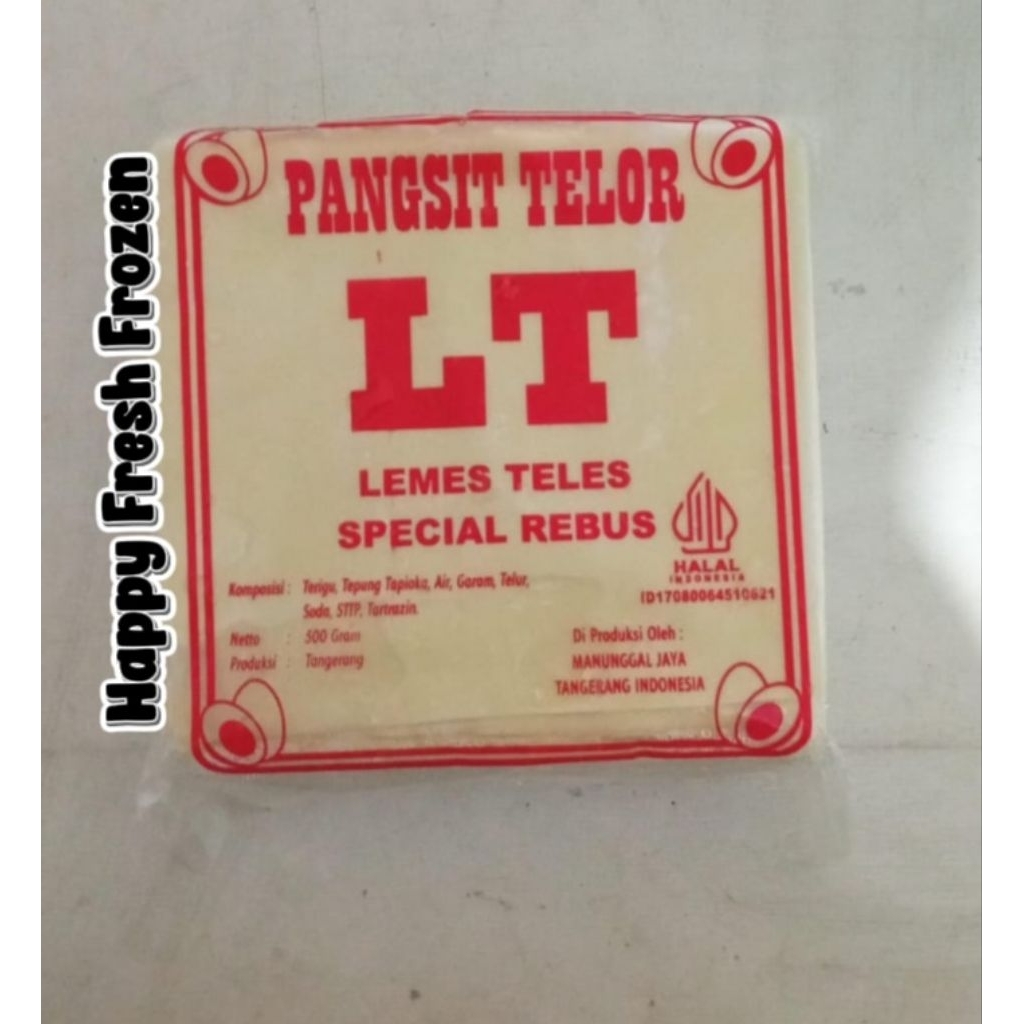 Happy Fresh Frozen
PANGSIT TELOR
LT
LEMES TELES
SPECIAL REBUS
HALAL
INDONESIA
ID17080064510621
Komposisi : Terigu, Tepung Tapioka, Air, Garam, Telur,
Soda, STTP, Tartrazin.
Netto : 500 Gram
Produksi : Tangerang
Di Produksi Oleh :
MANUNGGAL JAYA
TANGERANG INDONESIA